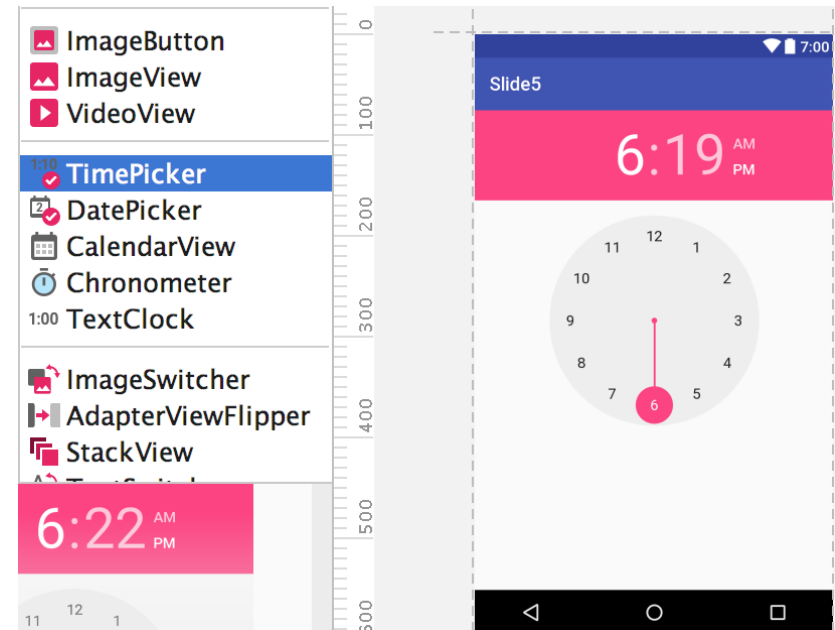 ImageButton
ImageView
VideoView
1:10 TimePicker
2 DatePicker
CalendarView
Chronometer
1:00 TextClock
ImageSwitcher
AdapterViewFlipper
StackView
6:22 AM
PM
12
11 1
0
100
200
300
400
500
7:00
Slide5
6:19 AM
PM
12
11 1
10 2
9 3
8 4
7 5
6